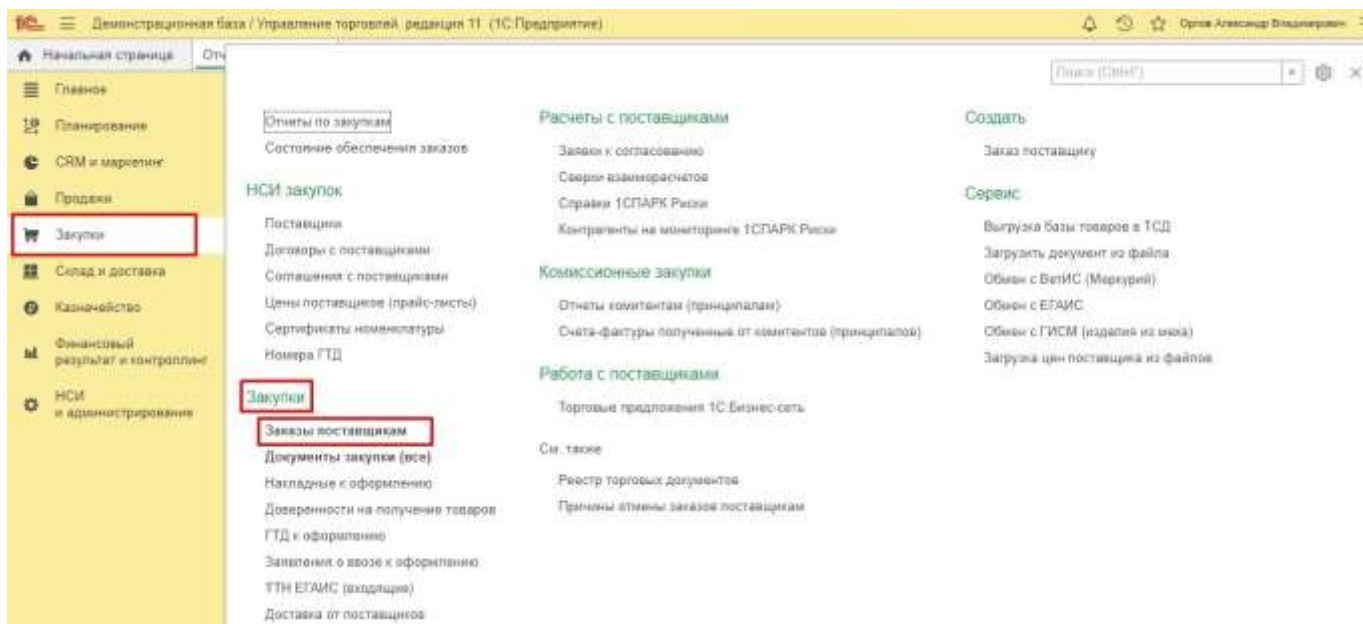 1С Демонстрационная база / Управление торговлей, редакция 11 (1С:Предприятие) Орлов Александр Владимирович
Начальная страница Отч
Поиск (Ctrl+F)
Главное
Планирование
CRM и маркетинг
Продажи
Закупки
Склад и доставка
Казначейство
Финансовый
результат и контроллинг
НСИ
и администрирование
Отчеты по закупкам
Состояние обеспечения заказов
НСИ закупок
Поставщики
Договоры с поставщиками
Соглашения с поставщиками
Цены поставщиков (прайс-листы)
Сертификаты номенклатуры
Номера ГТД
Закупки
Заказы поставщикам
Документы закупки (все)
Накладные к оформлению
Доверенности на получение товаров
ГТД к оформлению
Заявления о ввозе к оформлению
ТТН ЕГАИС (входящие)
Доставка от поставщиков
Расчеты с поставщиками
Заявки к согласованию
Сверки взаиморасчетов
Справки 1СПАРК Риски
Контрагенты на мониторинге 1СПАРК Риски
Комиссионные закупки
Отчеты комитентам (принципалам)
Счета-фактуры полученные от комитентов (принципалов)
Работа с поставщиками
Торговые предложения 1С:Бизнес-сеть
См. также
Реестр торговых документов
Причины отмены заказов поставщикам
Создать
Заказ поставщику
Сервис
Выгрузка базы товаров в ТСД
Загрузить документ из файла
Обмен с ВетИС (Меркурий)
Обмен с ЕГАИС
Обмен с ГИСМ (изделия из меха)
Загрузка цен поставщика из файлов